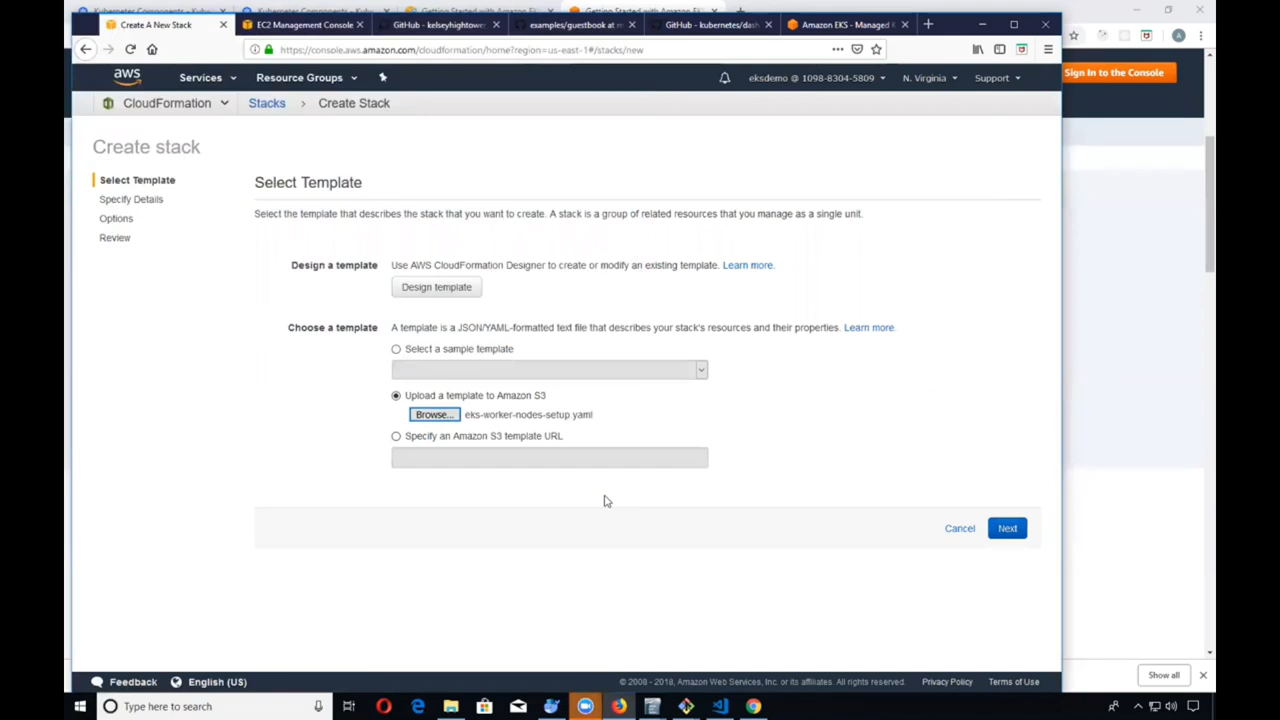 Create A New Stack
EC2 Management Console
GitHub - kelseyhightowe
examples/guestbook at m
GitHub - kubernetes/dash
Amazon EKS - Managed K
https://console.aws.amazon.com/cloudformation/home?region=us-east-1#/stacks/new
Sign In to the Console
aws
Services
Resource Groups
eksdemo @ 1098-8304-5809
N. Virginia
Support
CloudFormation
Stacks > Create Stack
Create stack
Select Template
Specify Details
Options
Review
Select Template
Select the template that describes the stack that you want to create. A stack is a group of related resources that you manage as a single unit.
Design a template
Use AWS CloudFormation Designer to create or modify an existing template. Learn more.
Design template
Choose a template
A template is a JSON/YAML-formatted text file that describes your stack's resources and their properties. Learn more.
Select a sample template
Upload a template to Amazon S3
Browse... eks-worker-nodes-setup.yaml
Specify an Amazon S3 template URL
Cancel
Next
Feedback
English (US)
© 2008 - 2018, Amazon Web Services, Inc. or its affiliates. All rights reserved.
Privacy Policy
Terms of Use
Show all
Type here to search